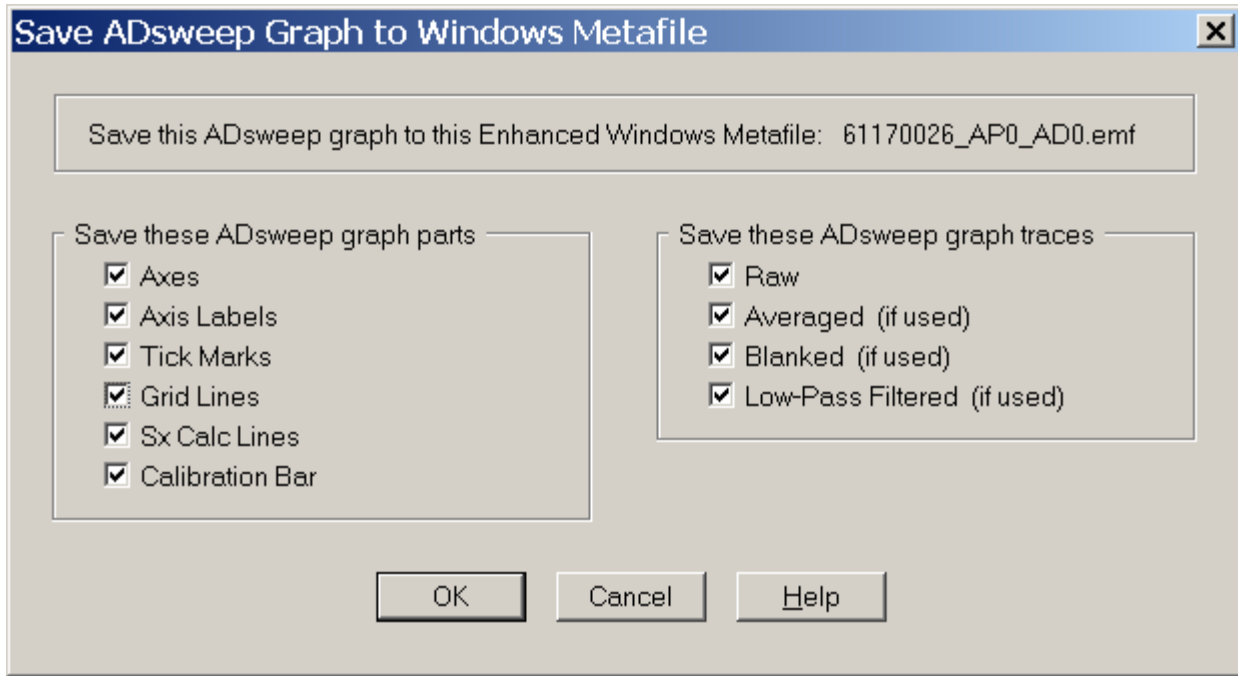 Save ADsweep Graph to Windows Metafile
Save this ADsweep graph to this Enhanced Windows Metafile: 61170026_AP0_AD0.emf
Save these ADsweep graph parts
Axes
Axis Labels
Tick Marks
Grid Lines
Sx Calc Lines
Calibration Bar
Save these ADsweep graph traces
Raw
Averaged (if used)
Blanked (if used)
Low-Pass Filtered (if used)
OK Cancel Help